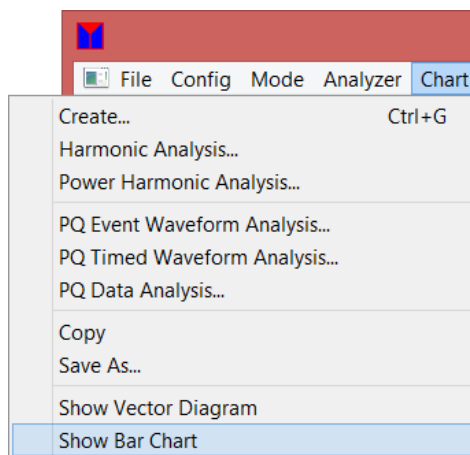 File Config Mode Analyzer Chart
Create... Ctrl+G
Harmonic Analysis...
Power Harmonic Analysis...
PQ Event Waveform Analysis...
PQ Timed Waveform Analysis...
PQ Data Analysis...
Copy
Save As...
Show Vector Diagram
Show Bar Chart